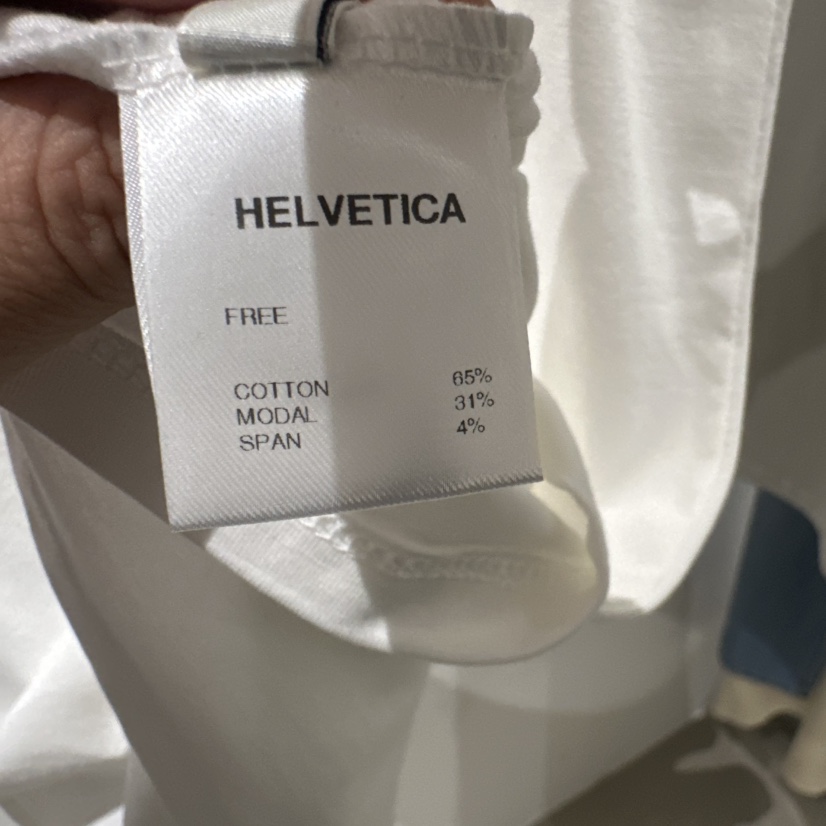 HELVETICA
FREE
COTTON 65%
MODAL 31%
SPAN 4%